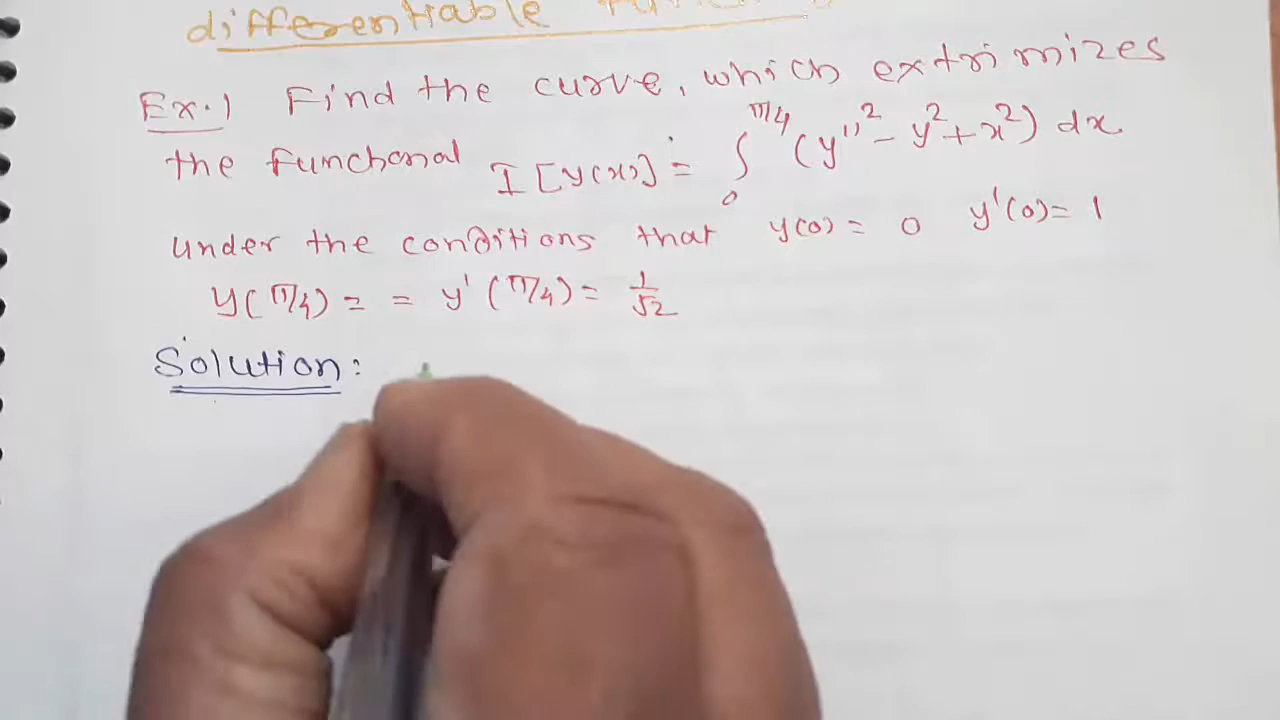 differentiable
Ex.1 Find the curve, which extrimizes
the functional I[y(x)] = ∫₀^π/4 (y''² - y² + x²) dx
under the conditions that y(0) = 0 y'(0) = 1
y(π/4) = = y'(π/4) = 1/√2
Solution: